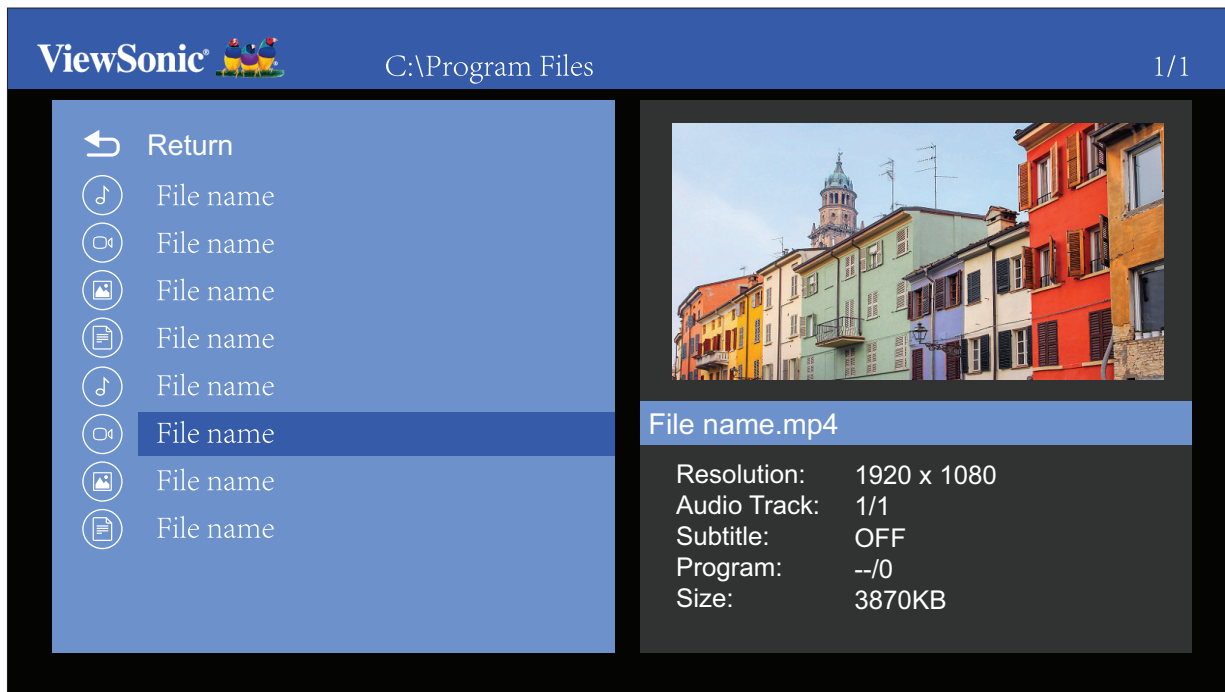 ViewSonic®
C:\Program Files
1/1
Return
File name
File name
File name
File name
File name
File name
File name
File name
File name.mp4
Resolution: 1920 x 1080
Audio Track: 1/1
Subtitle: OFF
Program: --/0
Size: 3870KB